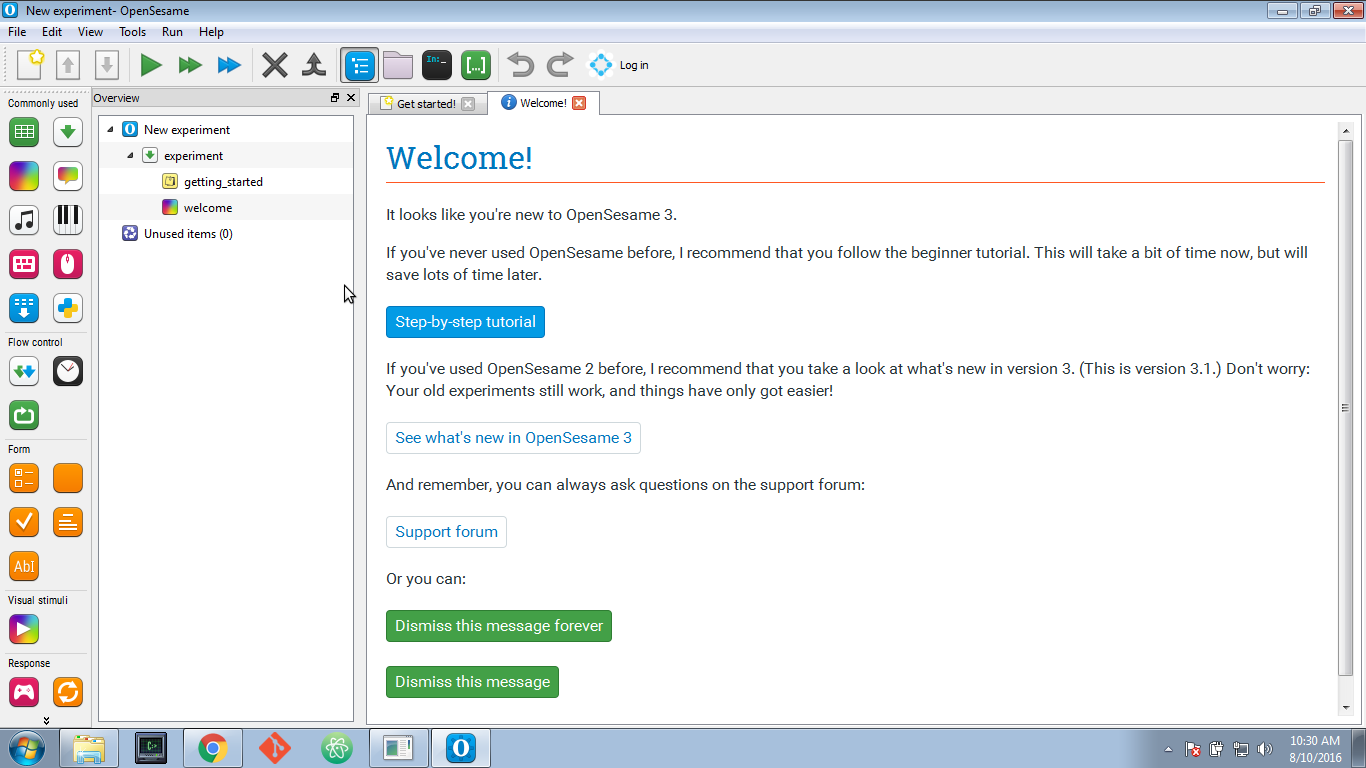 New experiment- OpenSesame
File Edit View Tools Run Help
In:_
[...]
Log in
Commonly used
Flow control
Form
AbI
Visual stimuli
Response
Overview
New experiment
experiment
getting_started
welcome
Unused items (0)
Get started!
Welcome!
Welcome!
It looks like you're new to OpenSesame 3.
If you've never used OpenSesame before, I recommend that you follow the beginner tutorial. This will take a bit of time now, but will
save lots of time later.
Step-by-step tutorial
If you've used OpenSesame 2 before, I recommend that you take a look at what's new in version 3. (This is version 3.1.) Don't worry:
Your old experiments still work, and things have only got easier!
See what's new in OpenSesame 3
And remember, you can always ask questions on the support forum:
Support forum
Or you can:
Dismiss this message forever
Dismiss this message
10:30 AM
8/10/2016